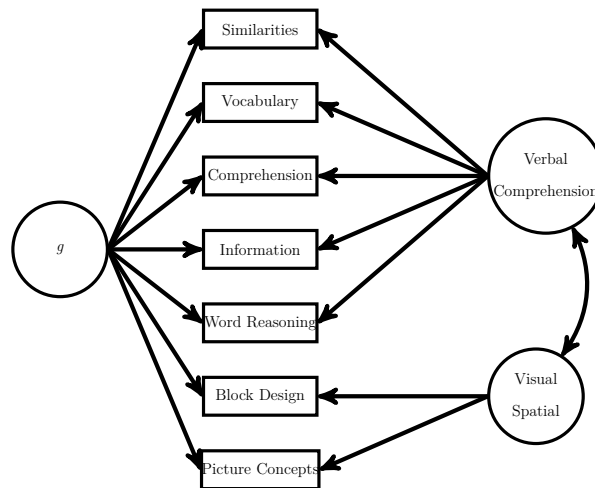 Similarities
Vocabulary
Comprehension
Information
Word Reasoning
Block Design
Picture Concepts
g
Verbal
Comprehension
Visual
Spatial